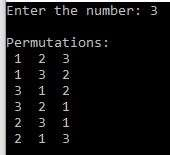 Enter the number: 3
Permutations:
1 2 3
1 3 2
3 1 2
3 2 1
2 3 1
2 1 3